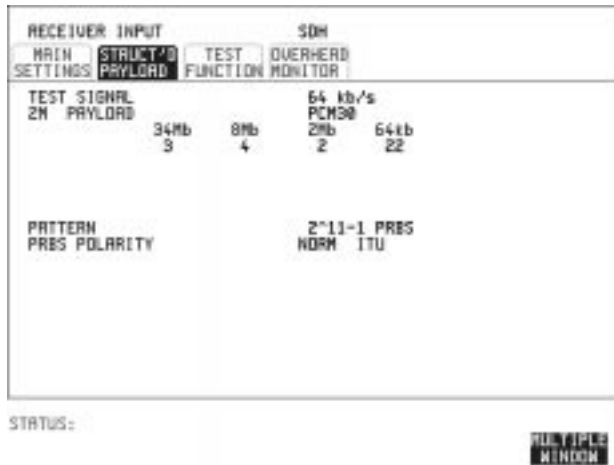 RECEIVER INPUT SDH
MAIN SETTINGS STRUCT'D PAYLOAD TEST FUNCTION OVERHEAD MONITOR
TEST SIGNAL 64 kb/s
2M PAYLOAD PCM30
34Mb 8Mb 2Mb 64kb
3 4 2 22
PATTERN 2^11-1 PRBS
PRBS POLARITY NORM ITU
STATUS:
MULTIPLE
WINDOW